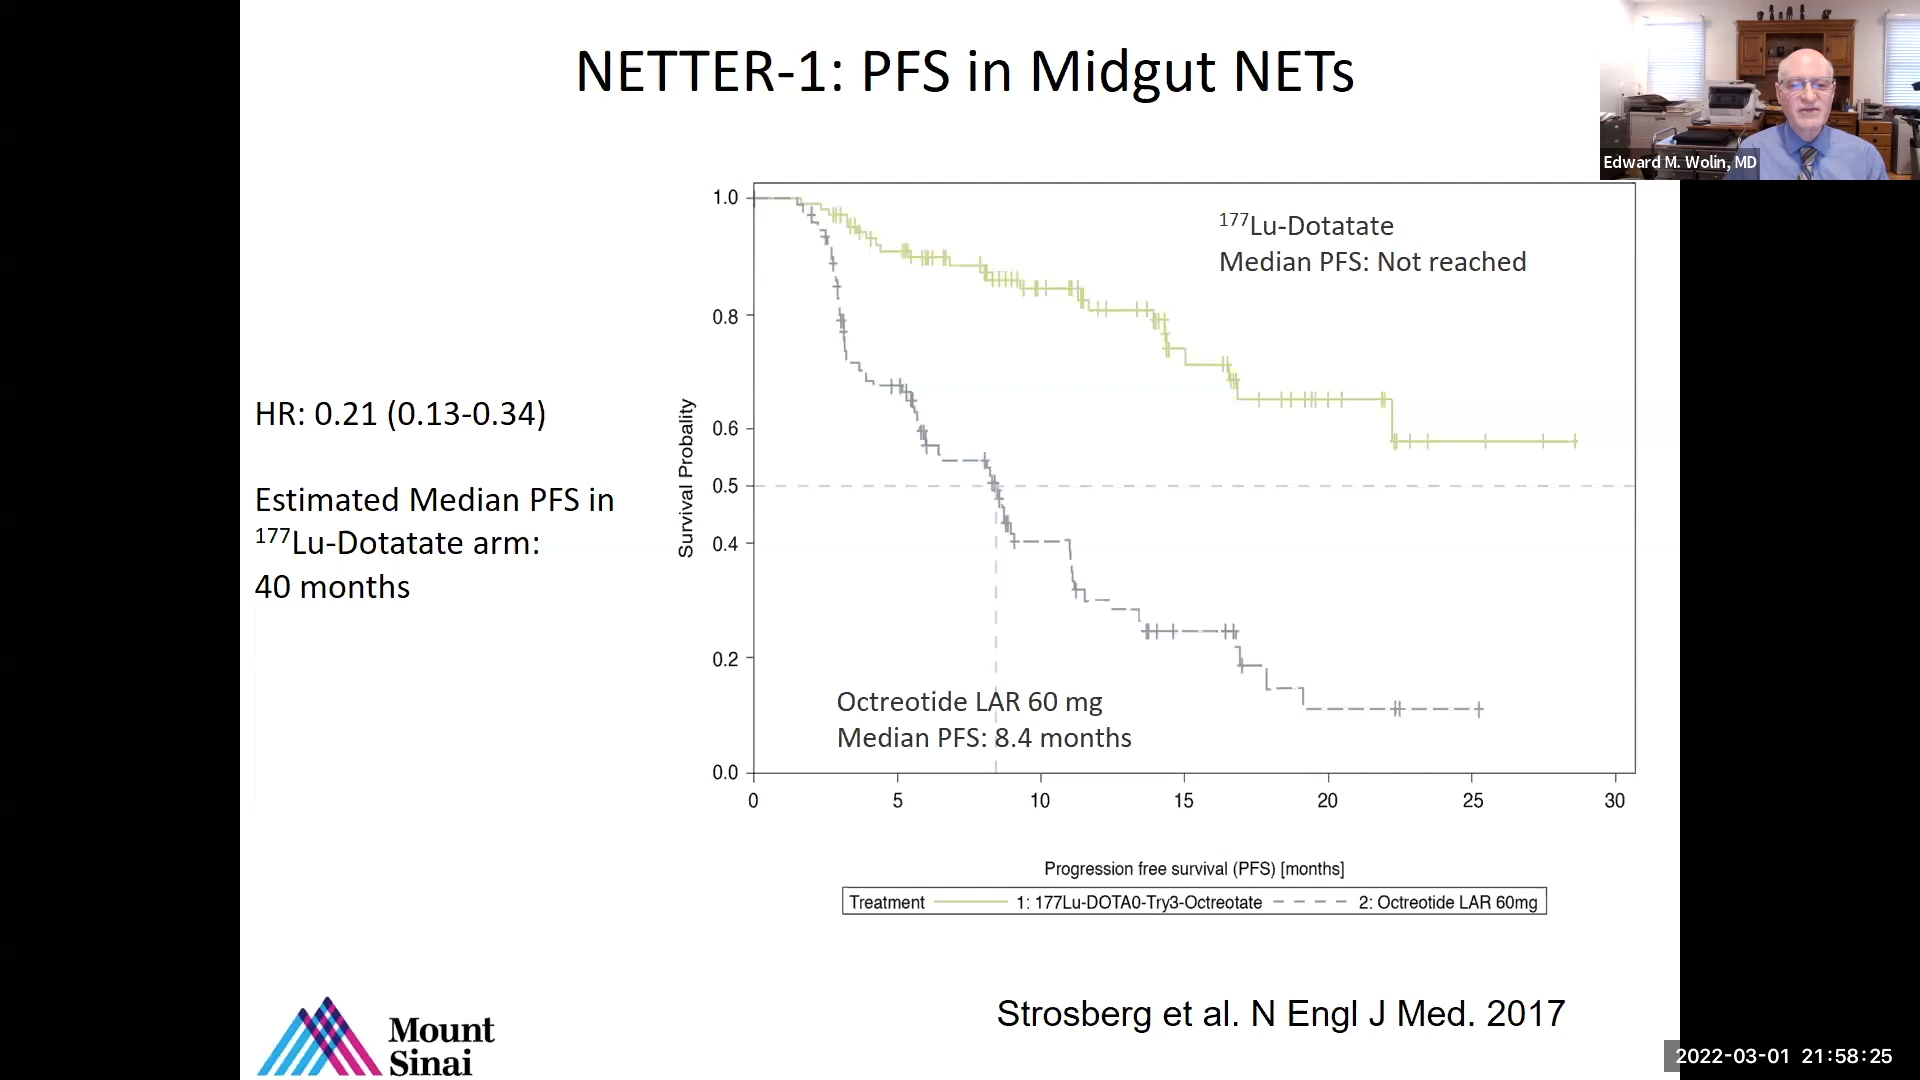 NETTER-1: PFS in Midgut NETs
Edward M. Wolin, MD
HR: 0.21 (0.13-0.34)
Estimated Median PFS in
¹⁷⁷Lu-Dotatate arm:
40 months
Survival Probality
1.0
0.8
0.6
0.5
0.4
0.2
0.0
¹⁷⁷Lu-Dotatate
Median PFS: Not reached
Octreotide LAR 60 mg
Median PFS: 8.4 months
0 5 10 15 20 25 30
Progression free survival (PFS) [months]
Treatment 1: 177Lu-DOTA0-Try3-Octreotate 2: Octreotide LAR 60mg
Strosberg et al. N Engl J Med. 2017
Mount
Sinai
2022-03-01 21:58:25